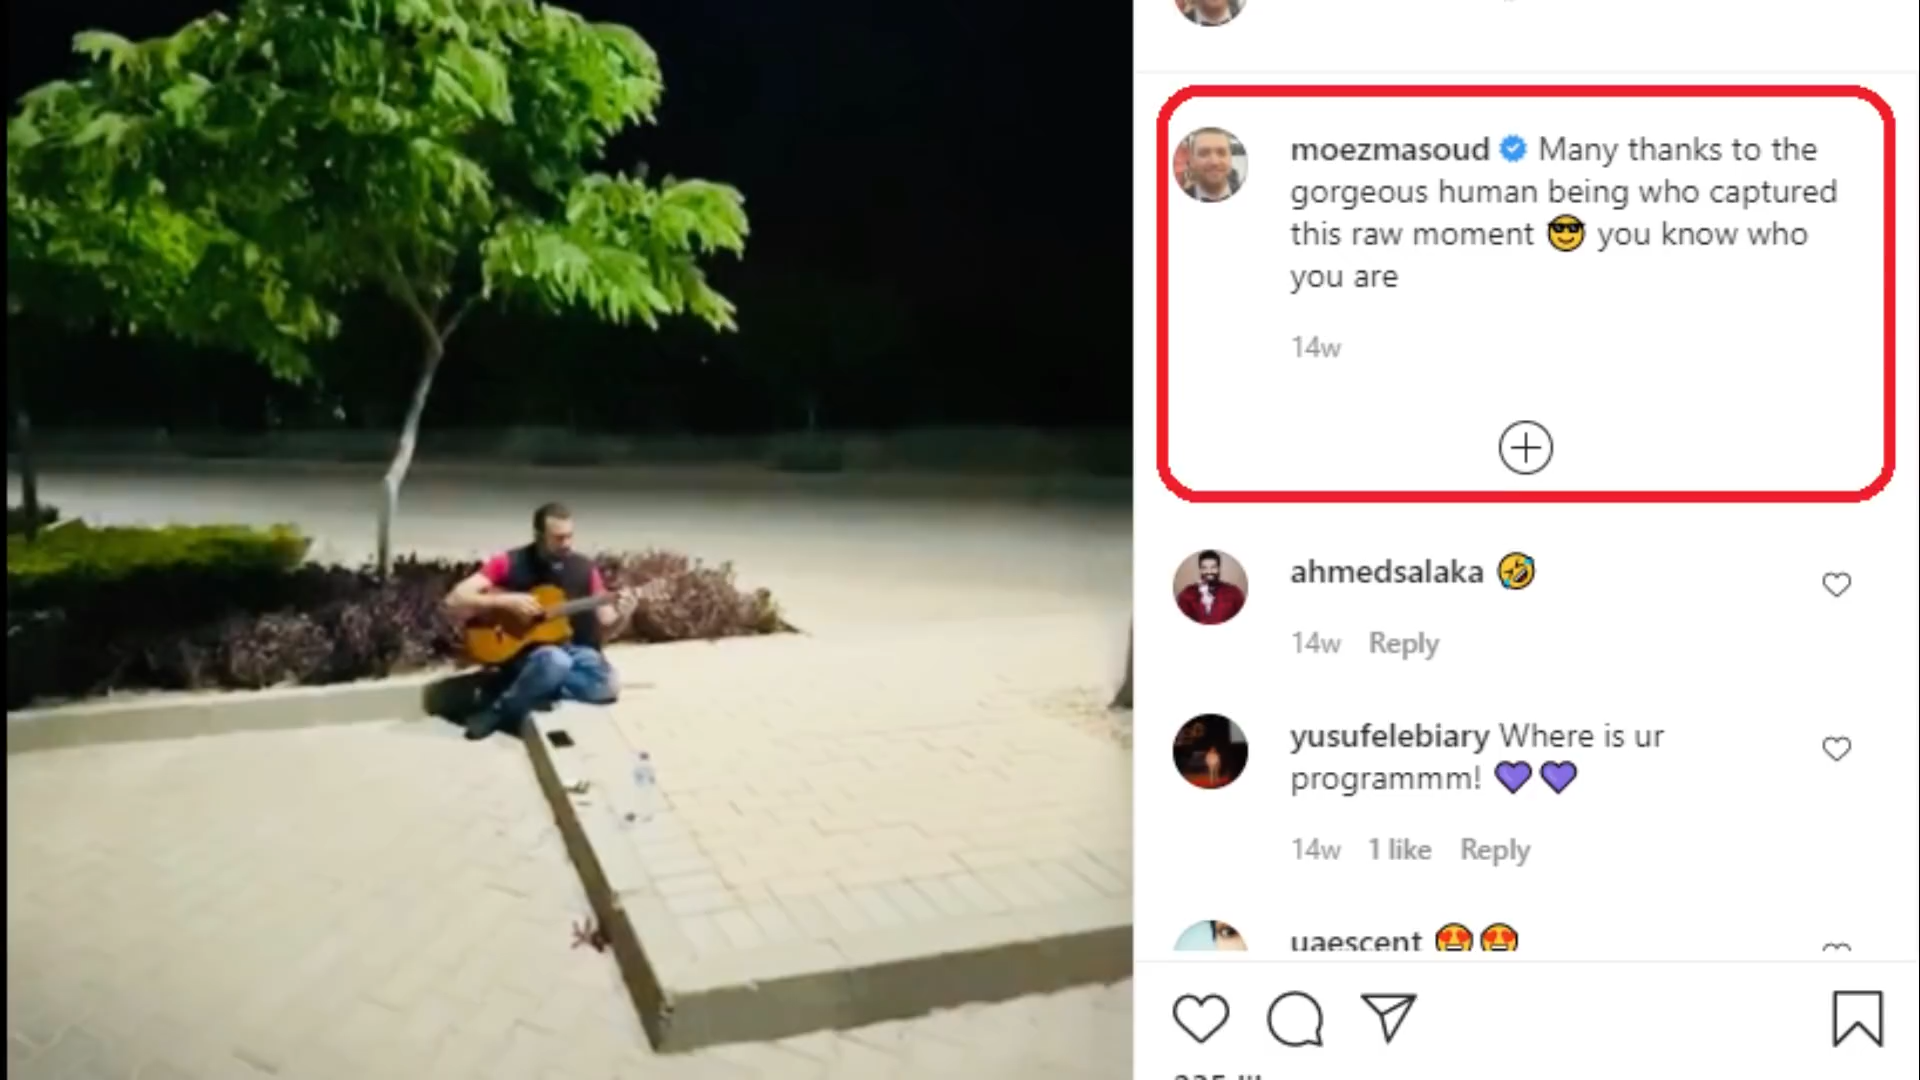 moezmasoud Many thanks to the
gorgeous human being who captured
this raw moment 😎 you know who
you are
14w
ahmedsalaka 🤣
14w Reply
yusufelebiary Where is ur
programmm! 💜💜
14w 1 like Reply
uaescent 😍😍